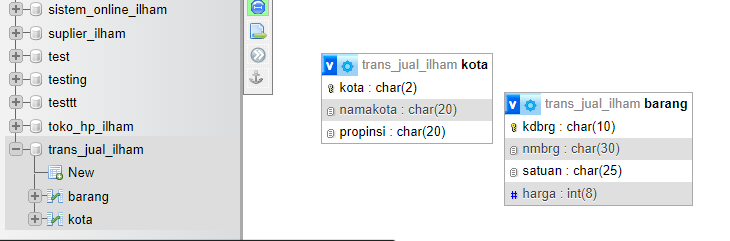 sistem_online_ilham
suplier_ilham
test
testing
testtt
toko_hp_ilham
trans_jual_ilham
New
barang
kota
v trans_jual_ilham kota
kota : char(2)
namakota : char(20)
propinsi : char(20)
v trans_jual_ilham barang
kdbrg : char(10)
nmbrg : char(30)
satuan : char(25)
# harga : int(8)